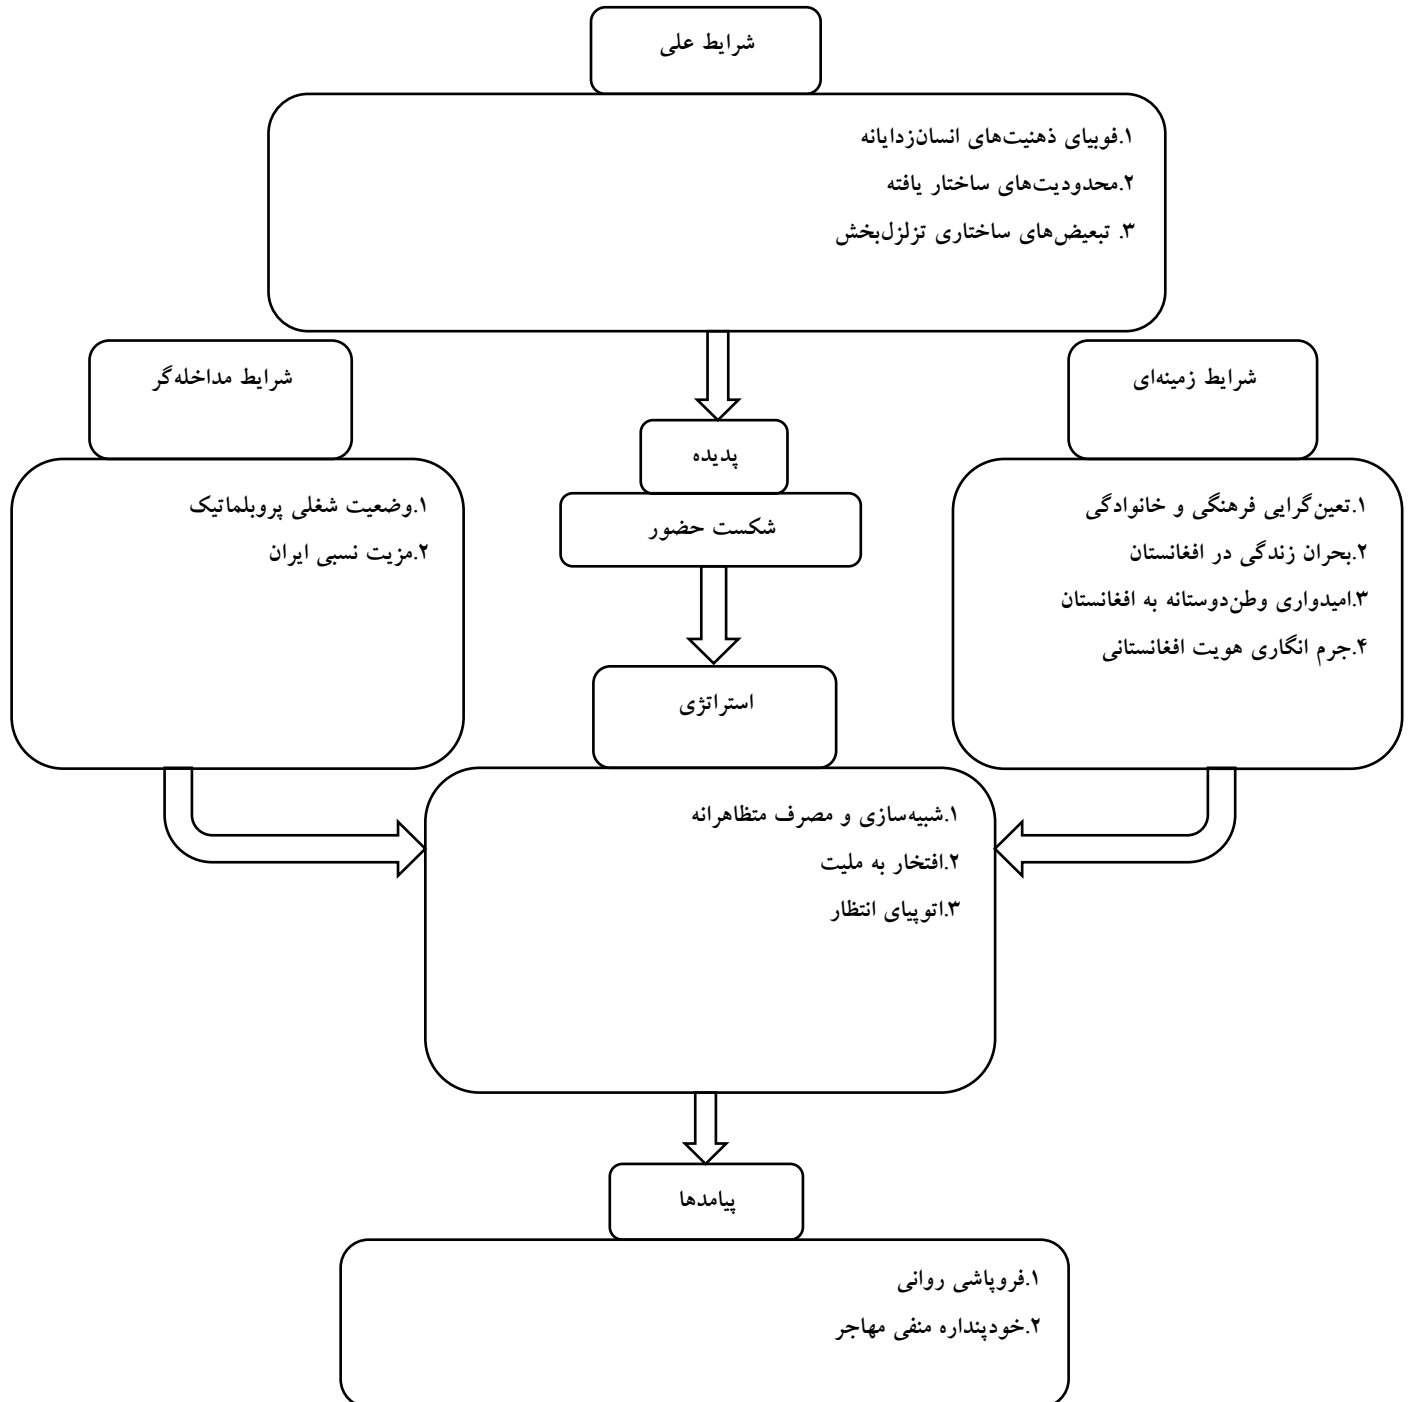 شرایط علی
۱.فوبیای ذهنیت‌های انسان‌زدایانه
۲.محدودیت‌های ساختار یافته
۳. تبعیض‌های ساختاری تزلزل‌بخش
شرایط زمینه‌ای
۱.تعین‌گرایی فرهنگی و خانوادگی
۲.بحران زندگی در افغانستان
۳.امیدواری وطن‌دوستانه به افغانستان
۴.جرم انگاری هویت افغانستانی
پدیده
شکست حضور
شرایط مداخله‌گر
۱.وضعیت شغلی پروبلماتیک
۲.مزیت نسبی ایران
استراتژی
۱.شبیه‌سازی و مصرف متظاهرانه
۲.افتخار به ملیت
۳.اتوپیای انتظار
پیامدها
۱.فروپاشی روانی
۲.خودپنداره منفی مهاجر